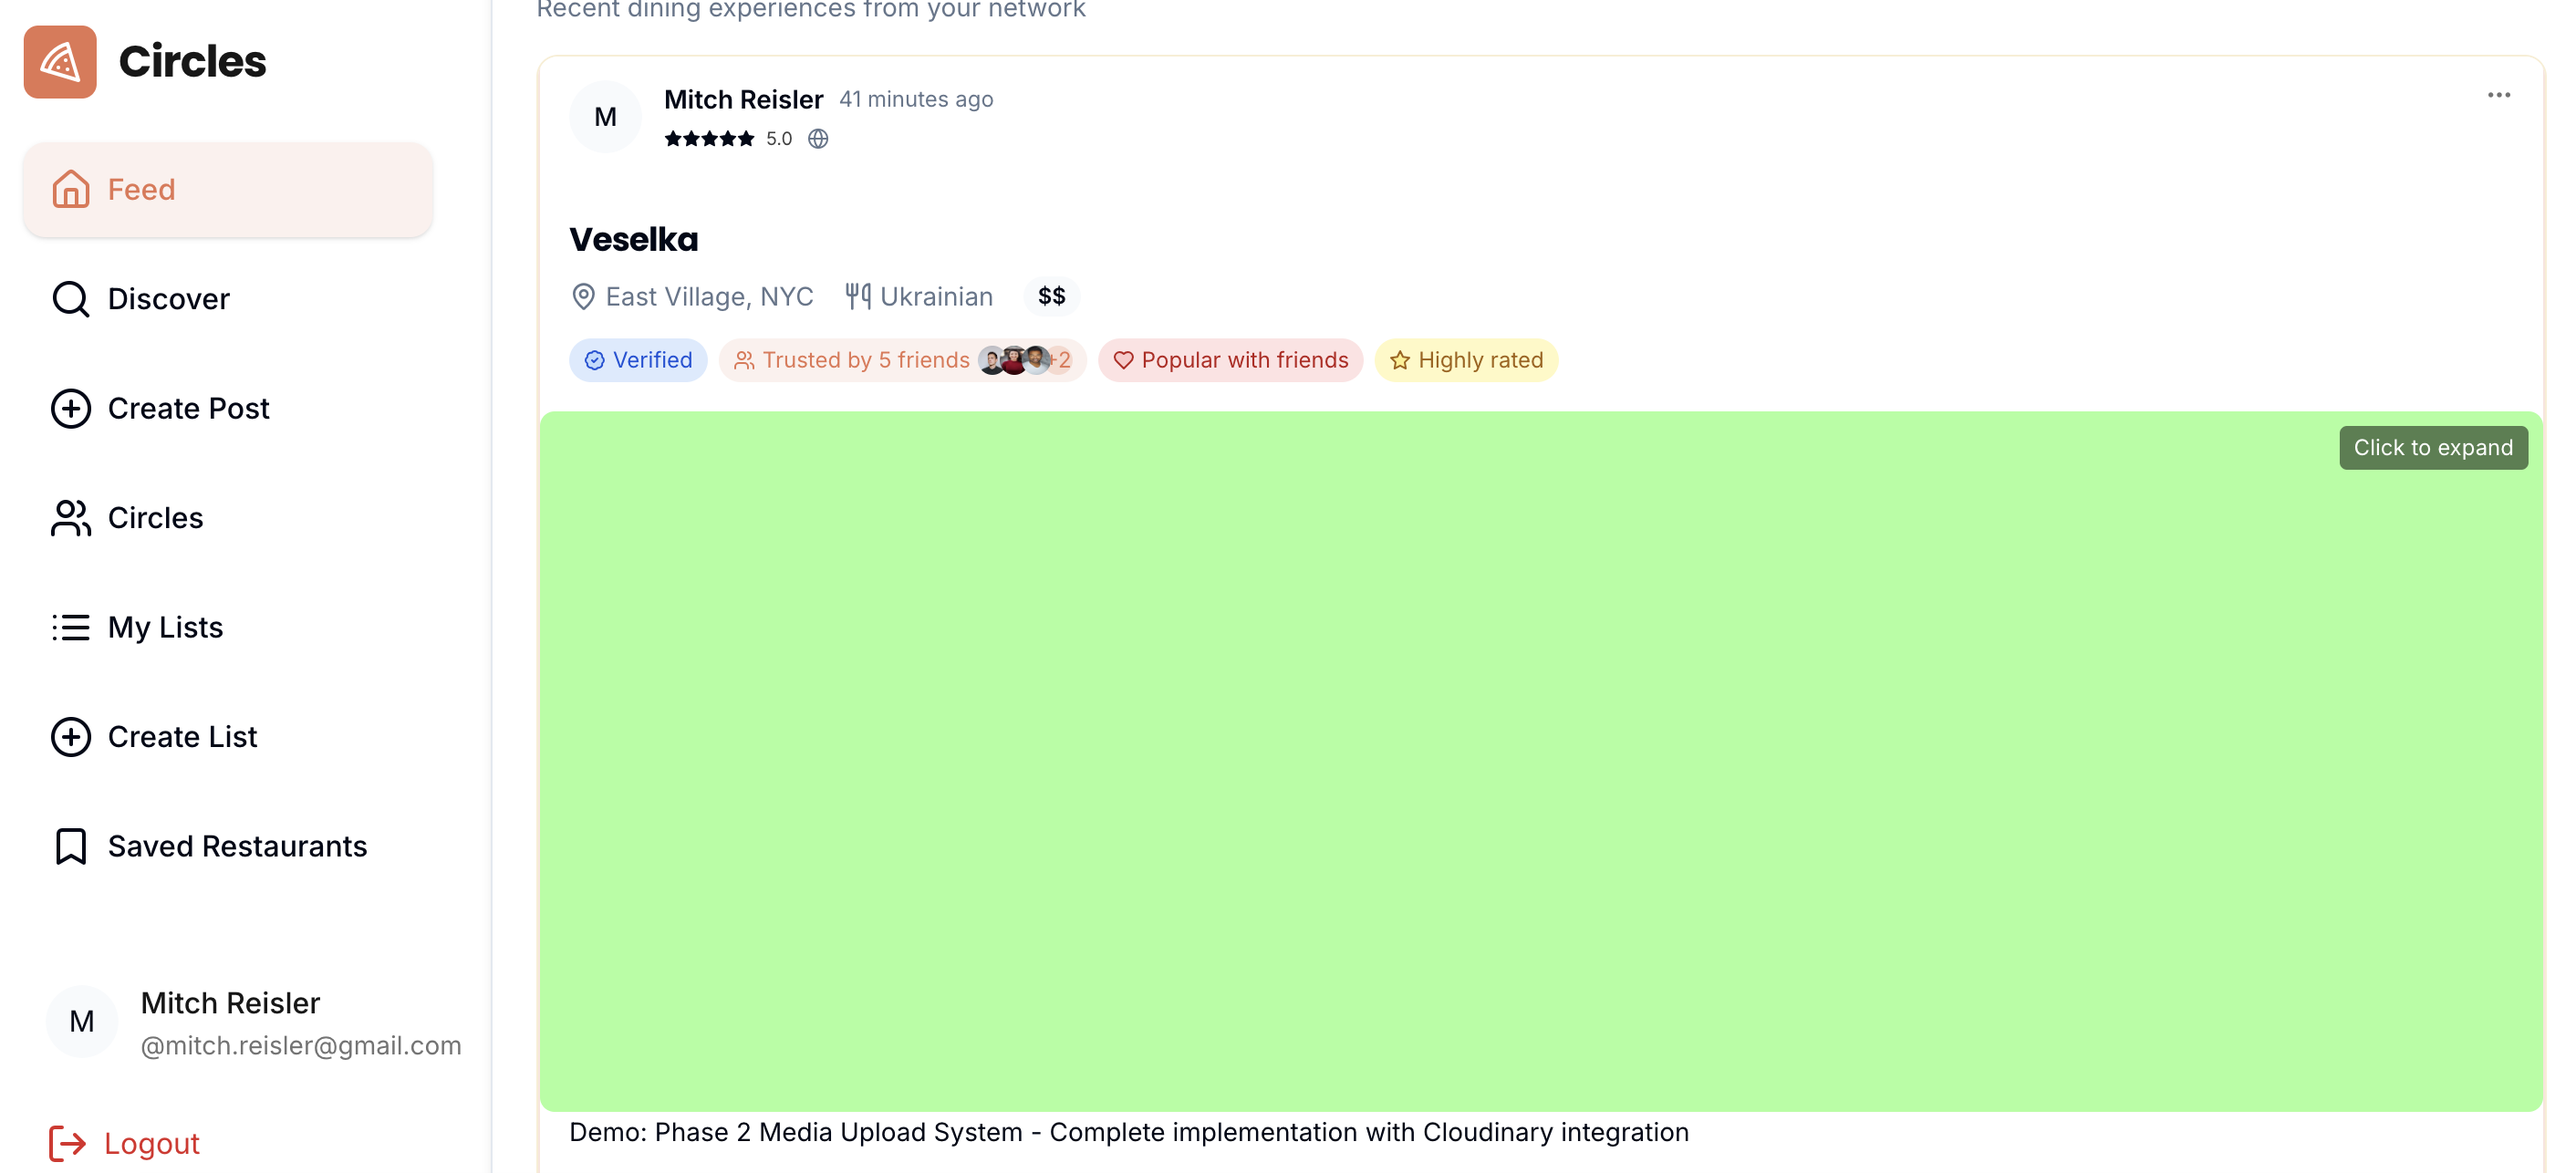 Circles
Feed
Discover
Create Post
Circles
My Lists
Create List
Saved Restaurants
M
Mitch Reisler
@mitch.reisler@gmail.com
Logout
Recent dining experiences from your network
M
Mitch Reisler 41 minutes ago
5.0
Veselka
East Village, NYC Ukrainian $$
Verified Trusted by 5 friends +2 Popular with friends Highly rated
Click to expand
Demo: Phase 2 Media Upload System - Complete implementation with Cloudinary integration